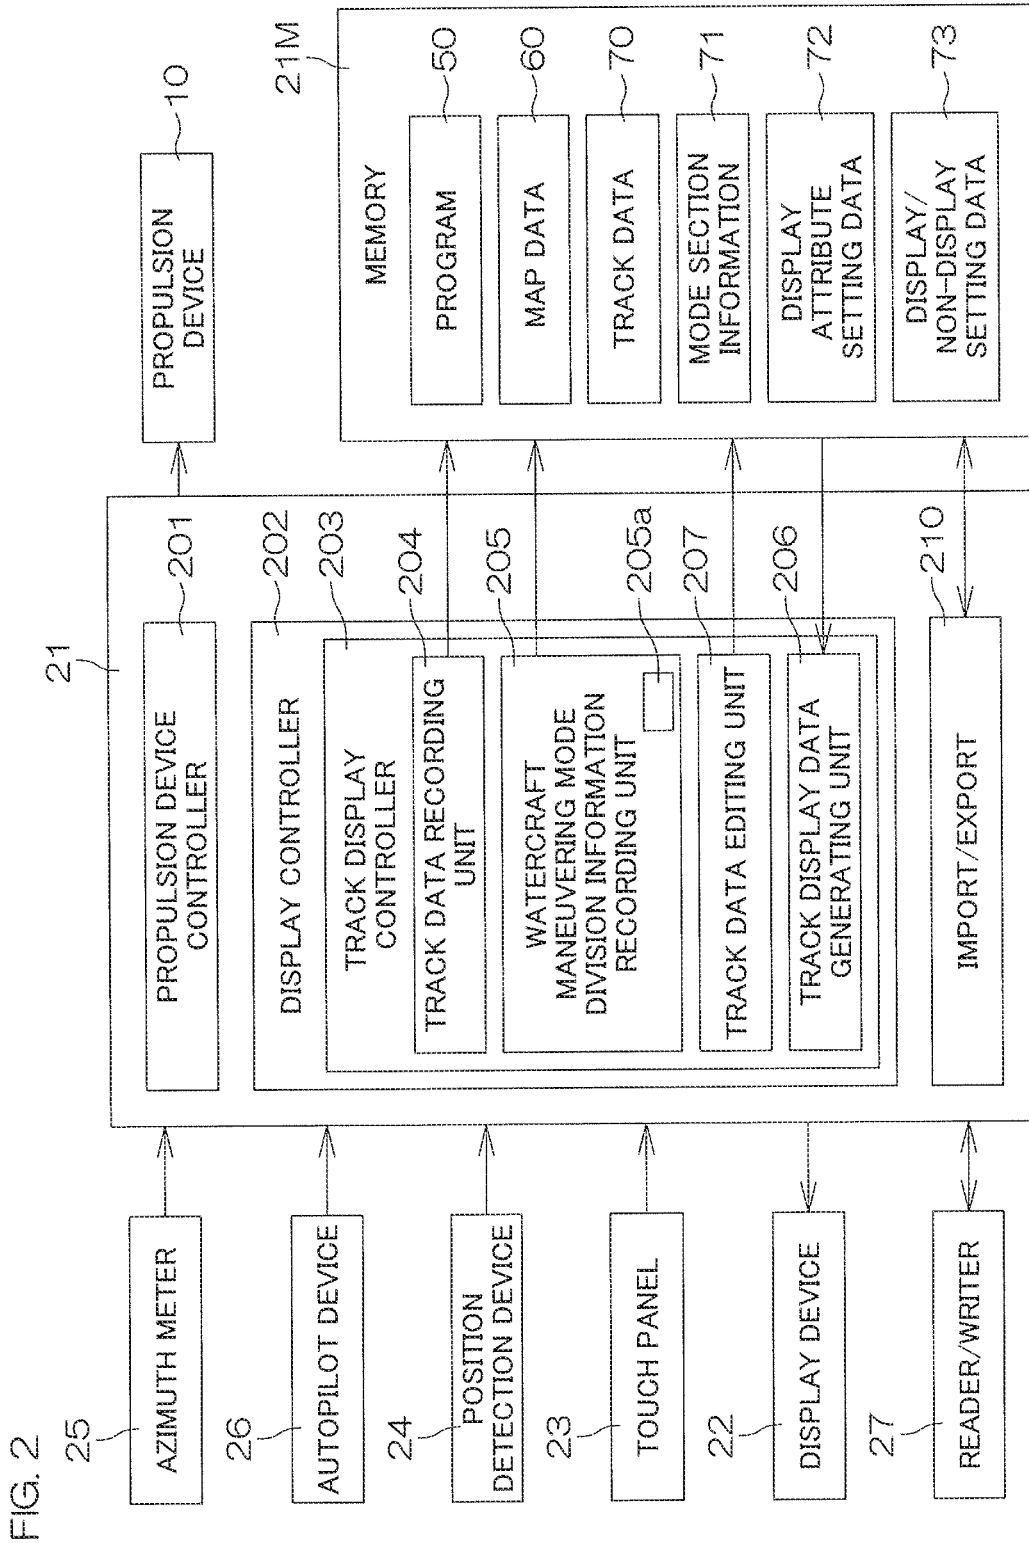 FIG. 2
25
AZIMUTH METER
26
AUTOPILOT DEVICE
24
POSITION
DETECTION DEVICE
23
TOUCH PANEL
22
DISPLAY DEVICE
27
READER/WRITER
21
PROPULSION DEVICE
CONTROLLER
201
DISPLAY CONTROLLER
202
TRACK DISPLAY
CONTROLLER
203
TRACK DATA RECORDING
UNIT
204
WATERCRAFT
MANEUVERING MODE
DIVISION INFORMATION
RECORDING UNIT
205
205a
TRACK DATA EDITING UNIT
207
TRACK DISPLAY DATA
GENERATING UNIT
206
IMPORT/EXPORT
210
PROPULSION
DEVICE
10
21M
MEMORY
PROGRAM
50
MAP DATA
60
TRACK DATA
70
MODE SECTION
INFORMATION
71
DISPLAY
ATTRIBUTE
SETTING DATA
72
DISPLAY/
NON-DISPLAY
SETTING DATA
73